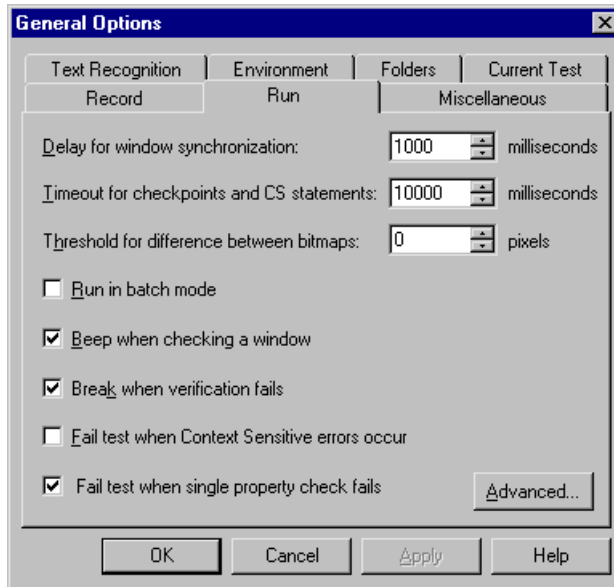 General Options
Text Recognition Environment Folders Current Test
Record Run Miscellaneous
Delay for window synchronization: 1000 milliseconds
Timeout for checkpoints and CS statements: 10000 milliseconds
Threshold for difference between bitmaps: 0 pixels
Run in batch mode
Beep when checking a window
Break when verification fails
Fail test when Context Sensitive errors occur
Fail test when single property check fails
Advanced...
OK Cancel Apply Help